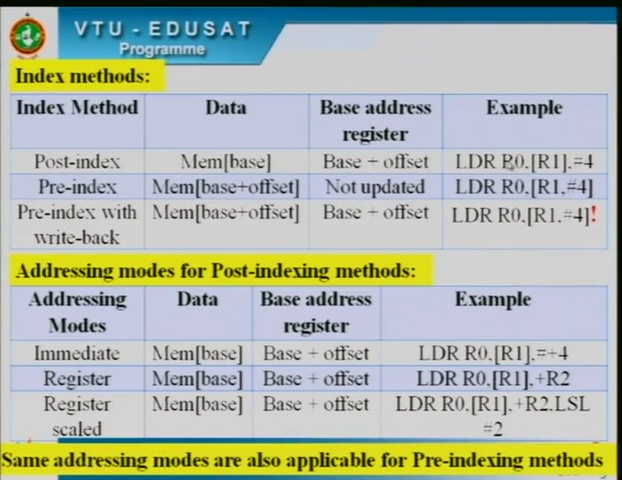 VTU - EDUSAT
Programme
Index methods:
Index Method Data Base address register Example
Post-index Mem[base] Base + offset LDR R0,[R1],#4
Pre-index Mem[base+offset] Not updated LDR R0,[R1,#4]
Pre-index with write-back Mem[base+offset] Base + offset LDR R0,[R1,#4]!
Addressing modes for Post-indexing methods:
Addressing Modes Data Base address register Example
Immediate Mem[base] Base + offset LDR R0,[R1],#+4
Register Mem[base] Base + offset LDR R0,[R1],+R2
Register scaled Mem[base] Base + offset LDR R0,[R1],+R2,LSL #2
Same addressing modes are also applicable for Pre-indexing methods